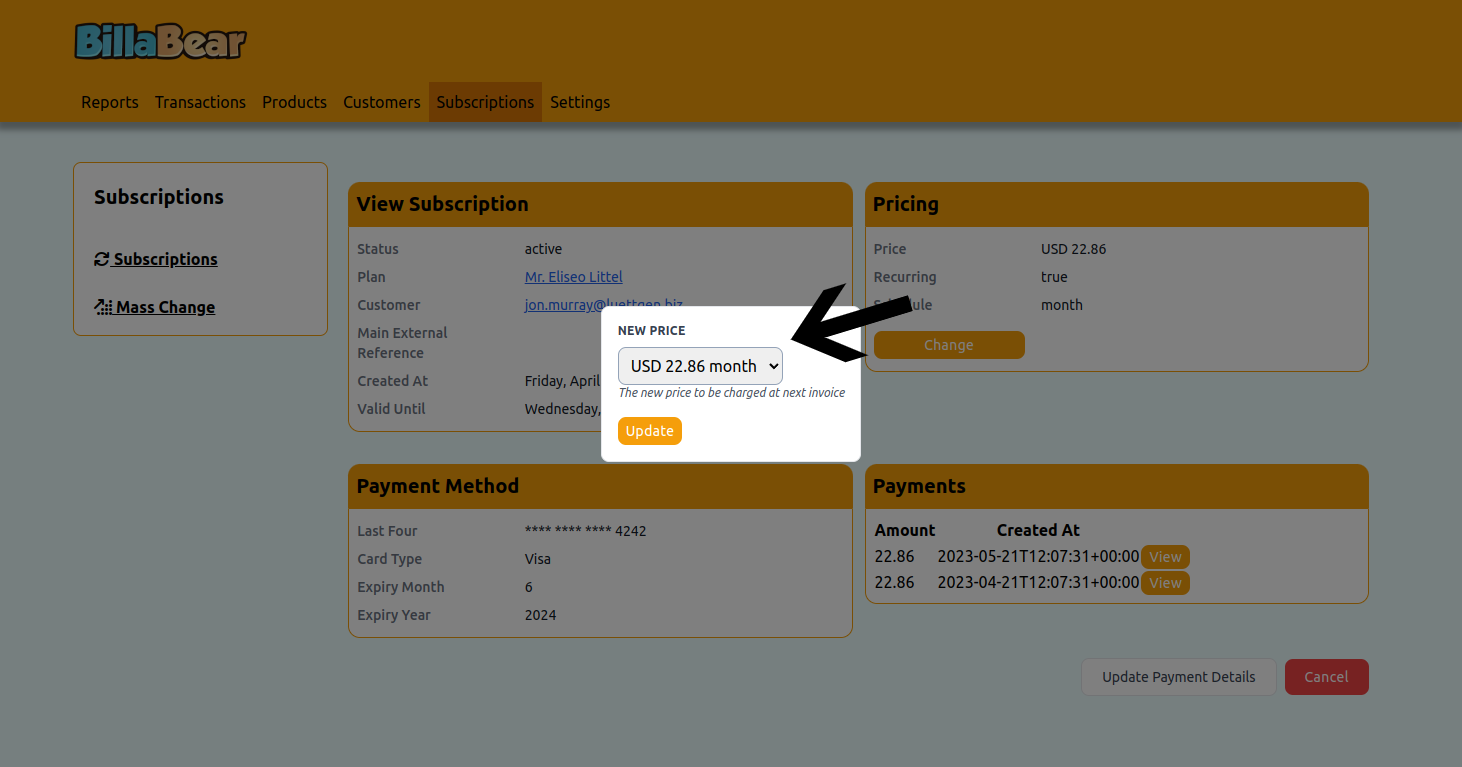 BillaBear
Reports Transactions Products Customers Subscriptions Settings
Subscriptions
Subscriptions
Mass Change
View Subscription
Status active
Plan Mr. Eliseo Littel
Customer jon.murray@luettgen.biz
Main External
Reference
Created At Friday, April
Valid Until Wednesday,
Pricing
Price USD 22.86
Recurring true
month
Change
NEW PRICE
USD 22.86 month
The new price to be charged at next invoice
Update
Payment Method
Last Four **** **** **** 4242
Card Type Visa
Expiry Month 6
Expiry Year 2024
Payments
Amount Created At
22.86 2023-05-21T12:07:31+00:00 View
22.86 2023-04-21T12:07:31+00:00 View
Update Payment Details Cancel